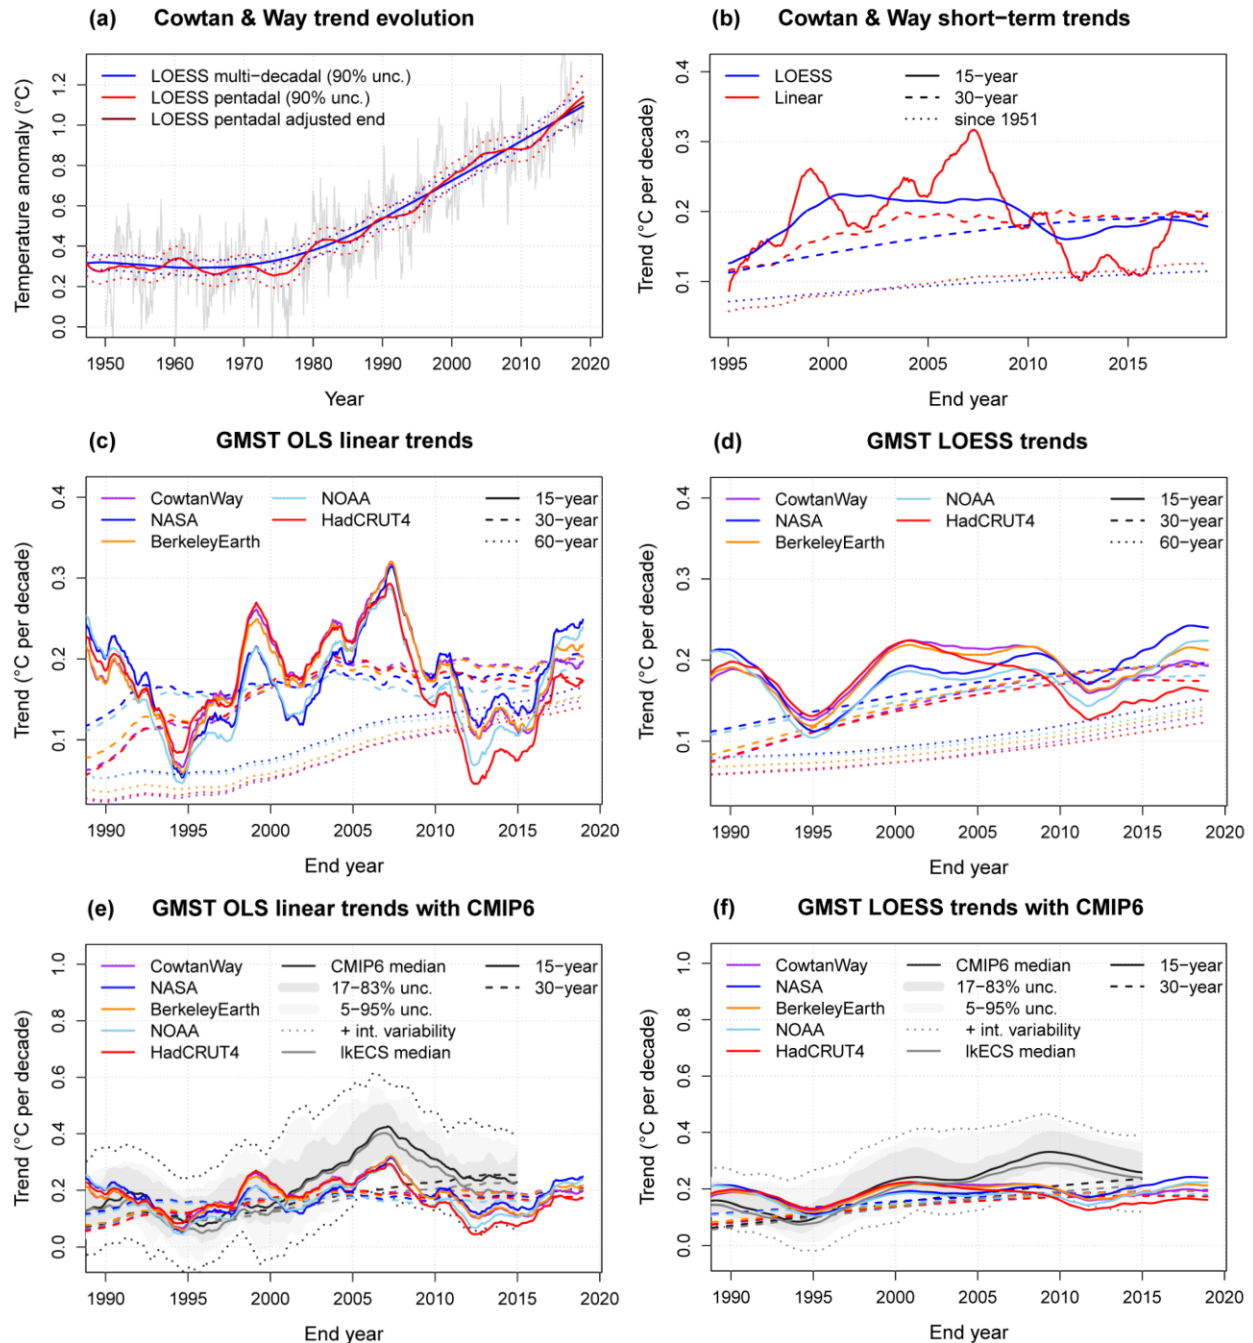 (a) Cowtan & Way trend evolution
LOESS multi−decadal (90% unc.)
LOESS pentadal (90% unc.)
LOESS pentadal adjusted end
Temperature anomaly (°C)
0.0 0.2 0.4 0.6 0.8 1.0 1.2
1950 1960 1970 1980 1990 2000 2010 2020
Year
(b) Cowtan & Way short−term trends
LOESS
Linear
15−year
30−year
since 1951
Trend (°C per decade)
0.1 0.2 0.3 0.4
1995 2000 2005 2010 2015
End year
(c) GMST OLS linear trends
CowtanWay
NASA
BerkeleyEarth
NOAA
HadCRUT4
15−year
30−year
60−year
Trend (°C per decade)
0.1 0.2 0.3 0.4
1990 1995 2000 2005 2010 2015 2020
End year
(d) GMST LOESS trends
CowtanWay
NASA
BerkeleyEarth
NOAA
HadCRUT4
15−year
30−year
60−year
Trend (°C per decade)
0.1 0.2 0.3 0.4
1990 1995 2000 2005 2010 2015 2020
End year
(e) GMST OLS linear trends with CMIP6
CowtanWay
NASA
BerkeleyEarth
NOAA
HadCRUT4
CMIP6 median
17−83% unc.
5−95% unc.
+ int. variability
lkECS median
15−year
30−year
Trend (°C per decade)
0.0 0.2 0.4 0.6 0.8 1.0
1990 1995 2000 2005 2010 2015 2020
End year
(f) GMST LOESS trends with CMIP6
CowtanWay
NASA
BerkeleyEarth
NOAA
HadCRUT4
CMIP6 median
17−83% unc.
5−95% unc.
+ int. variability
lkECS median
15−year
30−year
Trend (°C per decade)
0.0 0.2 0.4 0.6 0.8 1.0
1990 1995 2000 2005 2010 2015 2020
End year